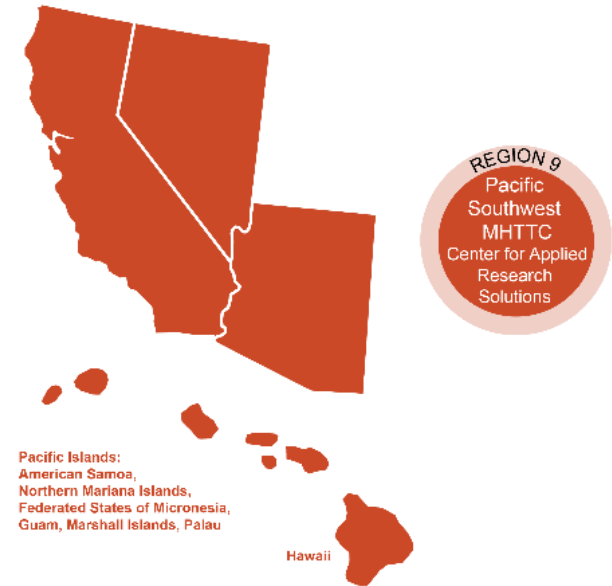 REGION 9
Pacific
Southwest
MHTTC
Center for Applied
Research
Solutions
Pacific Islands:
American Samoa,
Northern Mariana Islands,
Federated States of Micronesia,
Guam, Marshall Islands, Palau
Hawaii